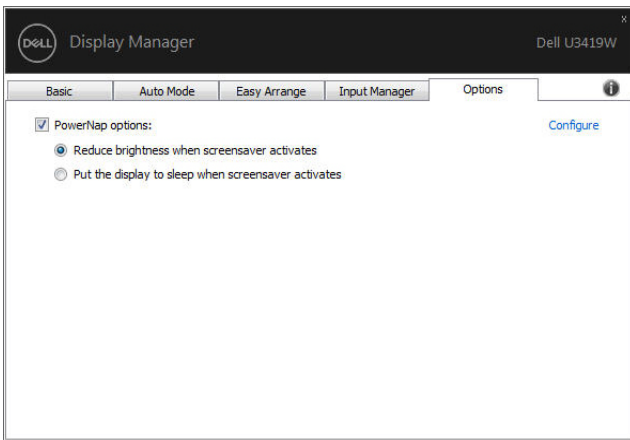 x
DELL Display Manager Dell U3419W
Basic Auto Mode Easy Arrange Input Manager Options i
PowerNap options: Configure
Reduce brightness when screensaver activates
Put the display to sleep when screensaver activates